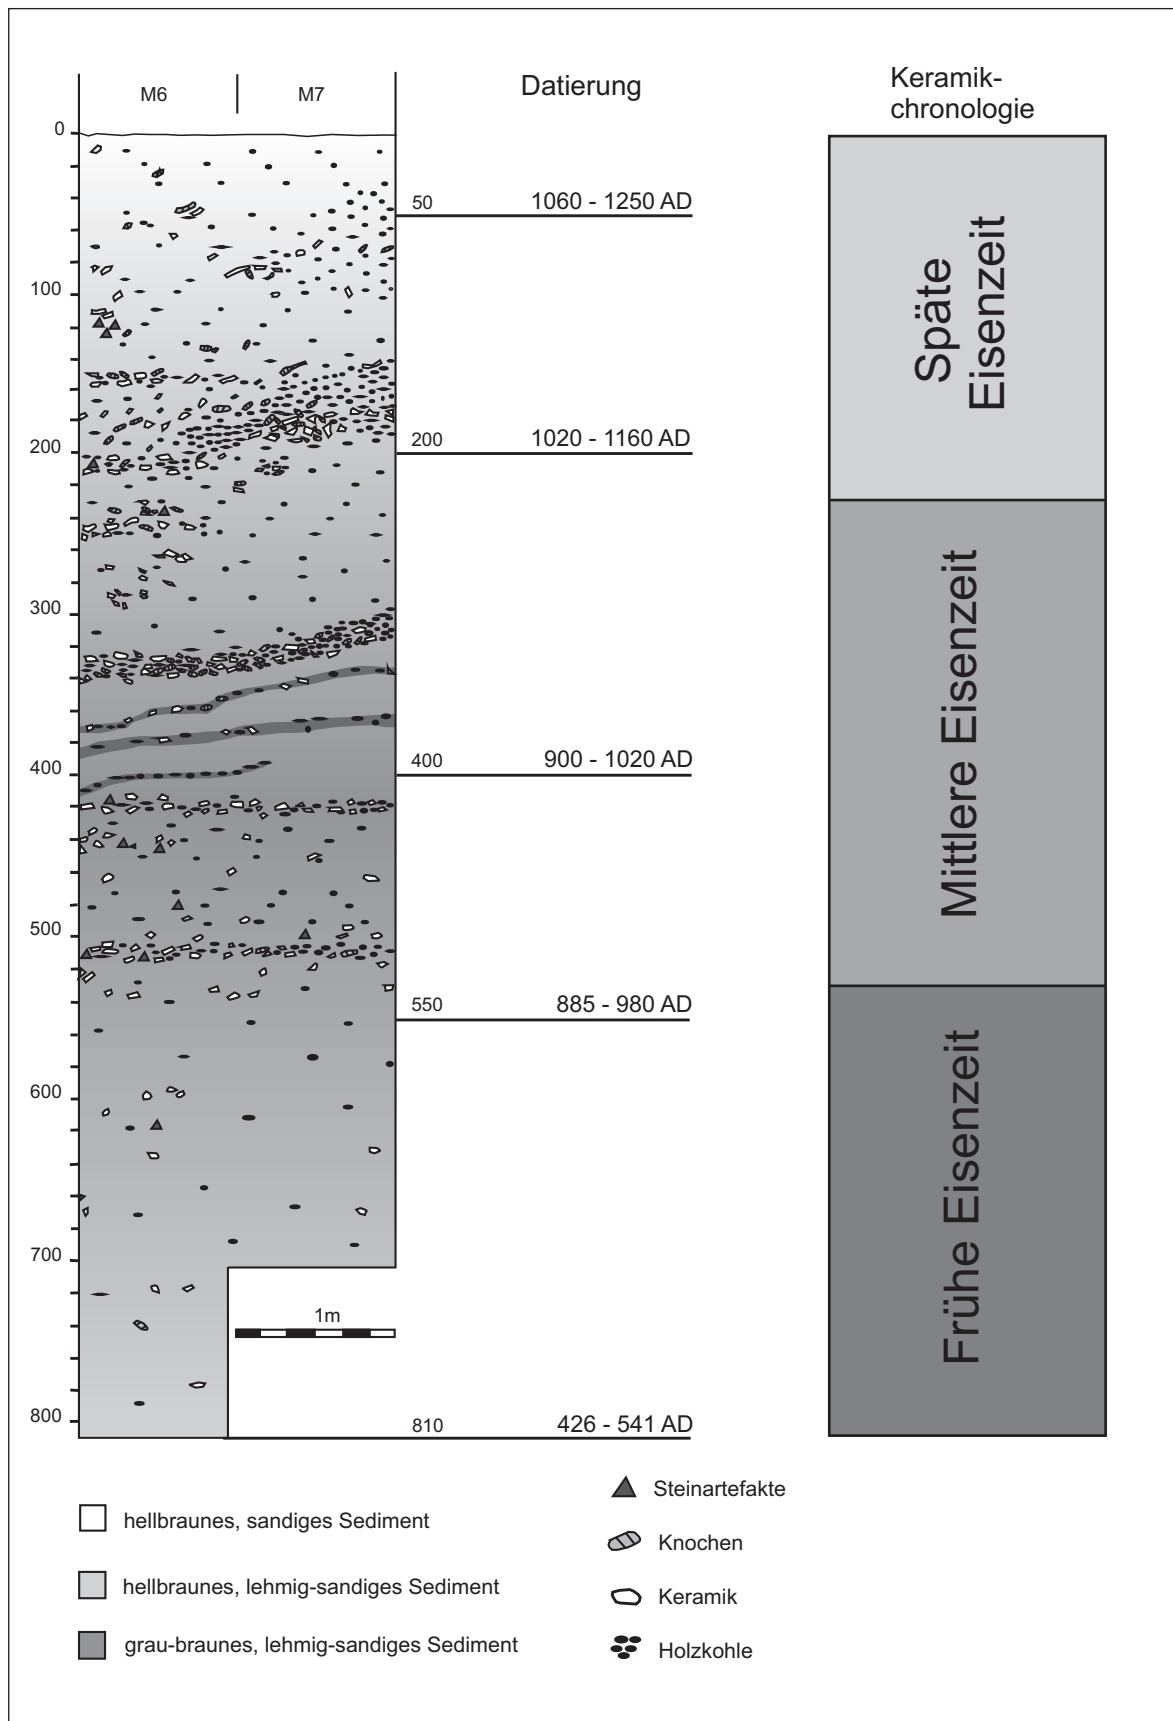 M6
M7
Datierung
Keramik-
chronologie
0
50
1060 - 1250 AD
100
200
200
1020 - 1160 AD
300
400
400
900 - 1020 AD
500
550
885 - 980 AD
600
700
1m
800
810
426 - 541 AD
Späte
Eisenzeit
Mittlere Eisenzeit
Frühe Eisenzeit
hellbraunes, sandiges Sediment
hellbraunes, lehmig-sandiges Sediment
grau-braunes, lehmig-sandiges Sediment
Steinartefakte
Knochen
Keramik
Holzkohle